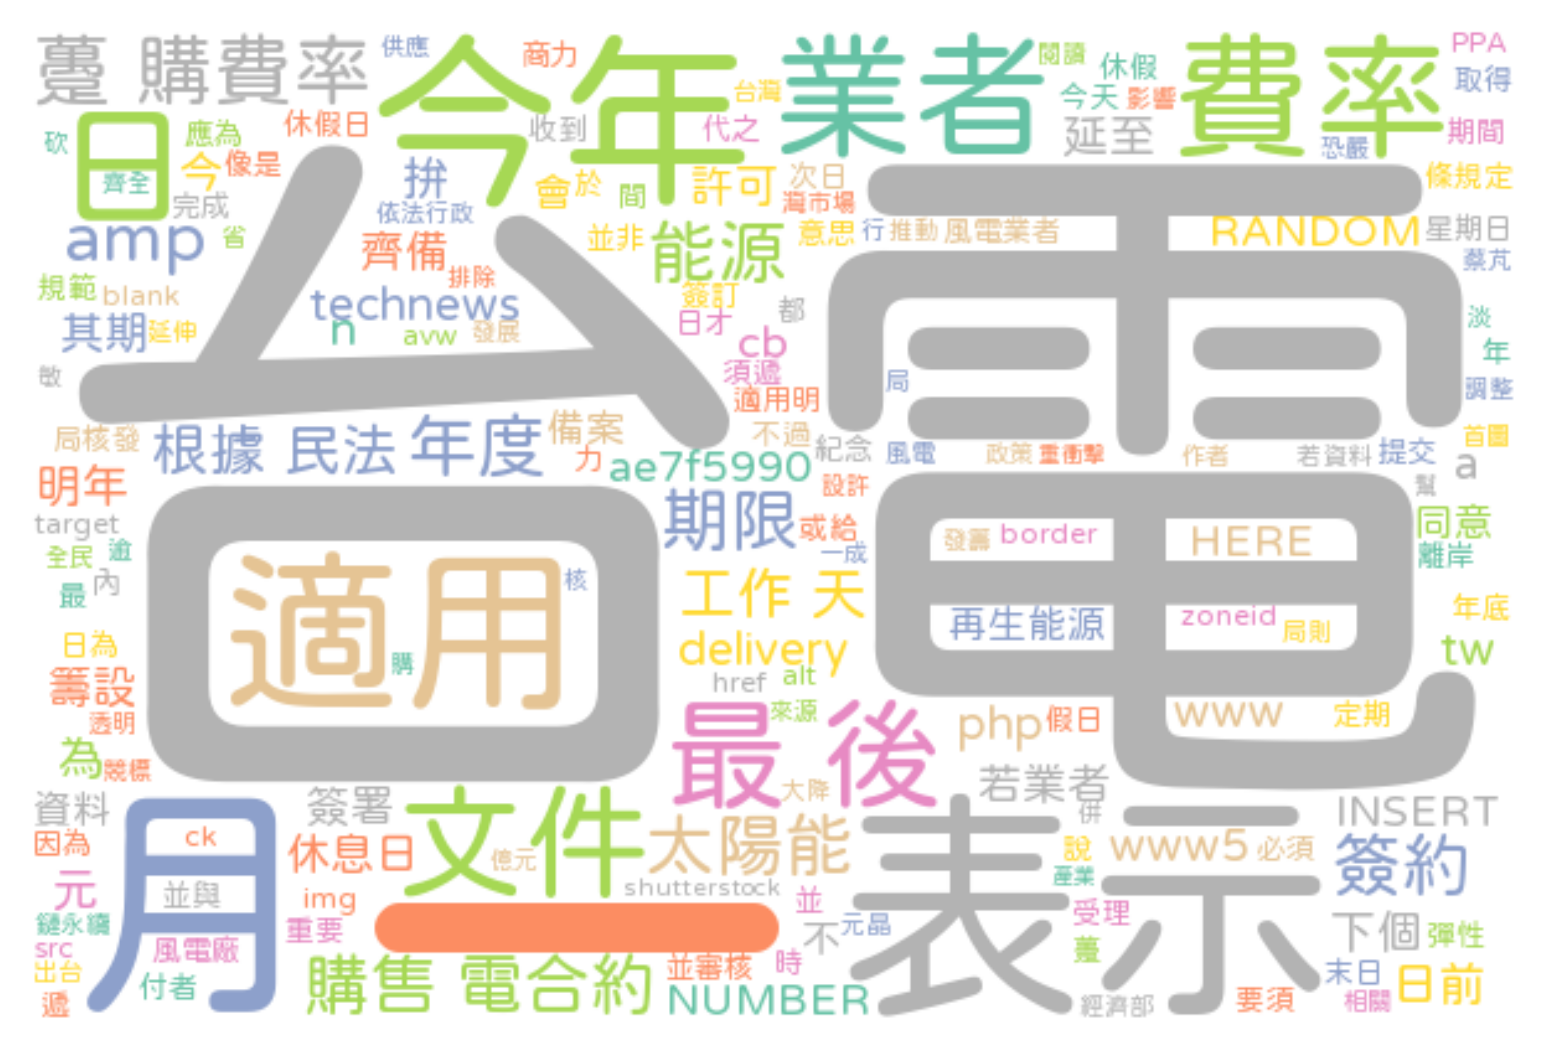 薹 購費率 供應 今年 商力 台灣 業者 閱讀 休假 費率 PPA
砍 日 應為 休假日 收到 代之 今天 影響 延至 恐嚴 取得 期間
齊全 今 像是 拚 會 於 間 許可 次日 條規定
完成 依法行政 灣市場
amp 省 齊備 排除 並非 能源 意思 行 推動 風電業者 RANDOM 星期日
規範 blank technews 簽訂 都 蔡芃
其期 延伸 n avw 發展 日才 cb 淡 年
敏 須遞 適用明 局 調整
台電
局核發 根據 民法 年度 備案 不過 紀念 風電 政策 重衝擊 作者 若資料 提交 首圖
明年 力 ae7f5990 設許 幫 a
target 期限 或給 發籌 border HERE 同意
全民 逾 一成 離岸
最 內 適用 核 工作 天 再生能源 zoneid 局則 年底
日為 購 delivery tw
籌設 href alt
透明 最後 來源 php 假日 www 定期
為 競標 大降 若業者
資料 月 簽署 文件 太陽能 併 表示 INSERT
因為 ck 休息日 億元 說 www5 必須 簽約
元 並與 img shutterstock 並 產業
鏈永續 重要 一 不 元晶 受理 下個 彈性
src 風電廠 薑
出台 付者 購售 電合約 並審核 時 末日 日前
遞 NUMBER 經濟部 要須 相關